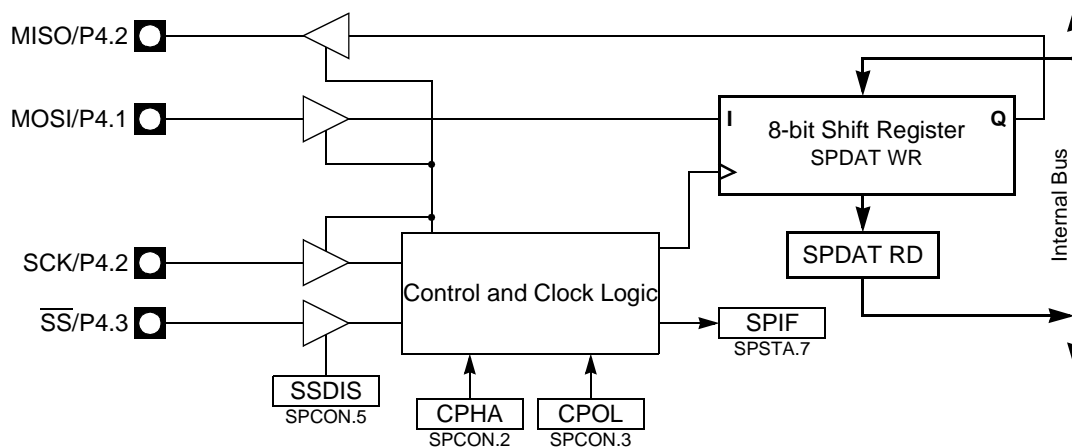 MISO/P4.2
MOSI/P4.1
I
8-bit Shift Register
Q
SPDAT WR
Internal Bus
SCK/P4.2
SPDAT RD
Control and Clock Logic
SS/P4.3
SPIF
SPSTA.7
SSDIS
SPCON.5
CPHA
SPCON.2
CPOL
SPCON.3